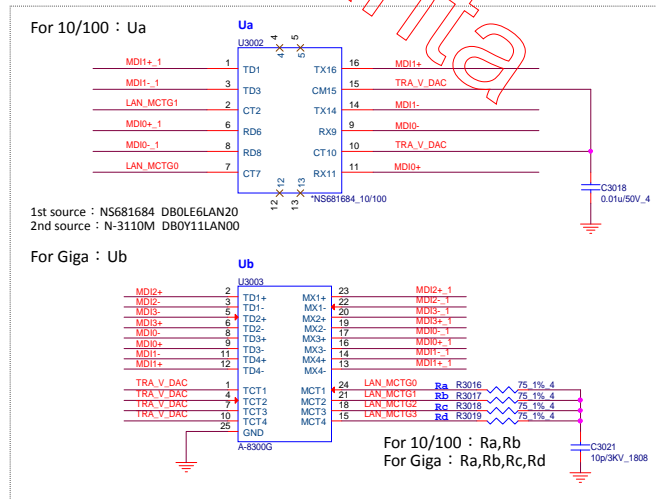 For 10/100：Ua
Ua
U3002
4
5
4
5
MDI1+_1 1 TD1 TX16 16 MDI1+
MDI1-_1 3 TD3 CM15 15 TRA_V_DAC
LAN_MCTG1 2 CT2 TX14 14 MDI1-
MDI0+_1 6 RD6 RX9 9 MDI0-
MDI0-_1 8 RD8 CT10 10 TRA_V_DAC
LAN_MCTG0 7 CT7 RX11 11 MDI0+
12
13
12
13
*NS681684_10/100
C3018
0.01u/50V_4
1st source：NS681684 DB0LE6LAN20
2nd source：N-3110M DB0Y11LAN00
For Giga：Ub
Ub
U3003
MDI2+ 2 TD1+ MX1+ 23 MDI2+_1
MDI2- 3 TD1- MX1- 22 MDI2-_1
MDI3- 5 TD2+ MX2+ 20 MDI3-_1
MDI3+ 6 TD2- MX2- 19 MDI3+_1
MDI0- 8 TD3+ MX3+ 17 MDI0-_1
MDI0+ 9 TD3- MX3- 16 MDI0+_1
MDI1- 11 TD4+ MX4+ 14 MDI1-_1
MDI1+ 12 TD4- MX4- 13 MDI1+_1
TRA_V_DAC 1 TCT1 MCT1 24 LAN_MCTG0 Ra R3016 75_1%_4
TRA_V_DAC 4 TCT2 MCT2 21 LAN_MCTG1 Rb R3017 75_1%_4
TRA_V_DAC 7 TCT3 MCT3 18 LAN_MCTG2 Rc R3018 75_1%_4
TRA_V_DAC 10 TCT4 MCT4 15 LAN_MCTG3 Rd R3019 75_1%_4
25 GND
A-8300G
For 10/100：Ra,Rb
For Giga：Ra,Rb,Rc,Rd
C3021
10p/3KV_1808